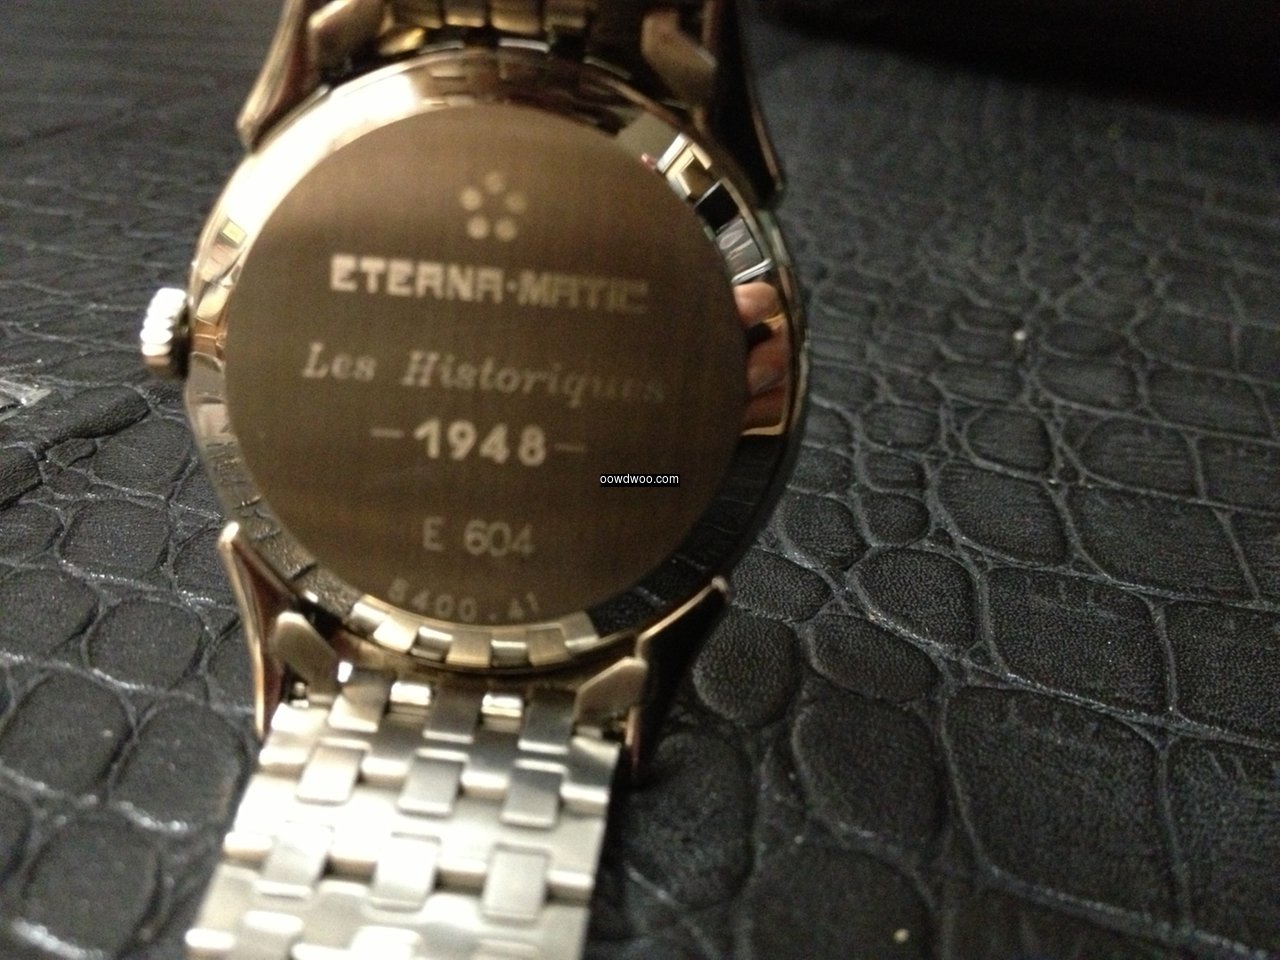 ETERNA·MATIC
Les Historiques
-1948-
oowdwoo.com
E 604
8400.41